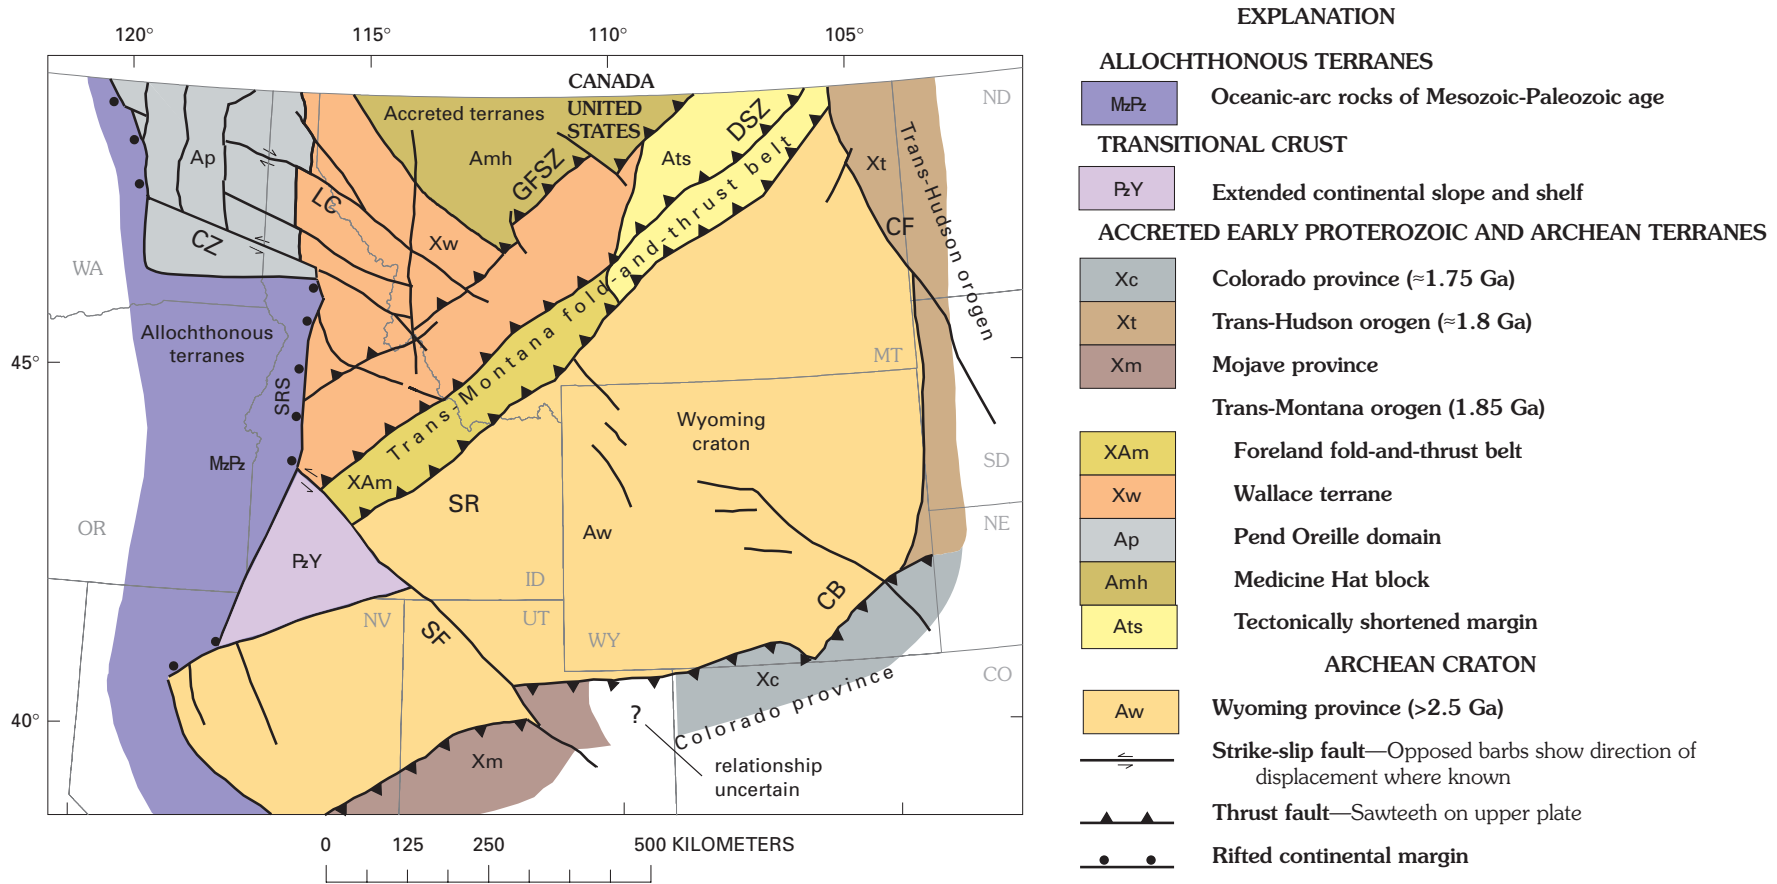 120° 115° 110° 105°
CANADA
UNITED
STATES
ND
Accreted terranes
Amh
GFSZ
DSZ
Ats
Xt
Trans-Hudson orogen
CF
Ap
LC
CZ
Xw
WA
Allochthonous
terranes
SRS
Trans-Montana fold-and-thrust belt
45°
MT
Wyoming
craton
MzPz
XAm
SR
SD
OR
Aw
NE
PzY
ID
CB
NV
SF
UT
WY
Xc
CO
Colorado province
40°
?
Xm
relationship
uncertain
0 125 250 500 KILOMETERS
EXPLANATION
ALLOCHTHONOUS TERRANES
MzPz Oceanic-arc rocks of Mesozoic-Paleozoic age
TRANSITIONAL CRUST
PzY Extended continental slope and shelf
ACCRETED EARLY PROTEROZOIC AND ARCHEAN TERRANES
Xc Colorado province (≈1.75 Ga)
Xt Trans-Hudson orogen (≈1.8 Ga)
Xm Mojave province
Trans-Montana orogen (1.85 Ga)
XAm Foreland fold-and-thrust belt
Xw Wallace terrane
Ap Pend Oreille domain
Amh Medicine Hat block
Ats Tectonically shortened margin
ARCHEAN CRATON
Aw Wyoming province (>2.5 Ga)
Strike-slip fault—Opposed barbs show direction of
displacement where known
Thrust fault—Sawteeth on upper plate
Rifted continental margin